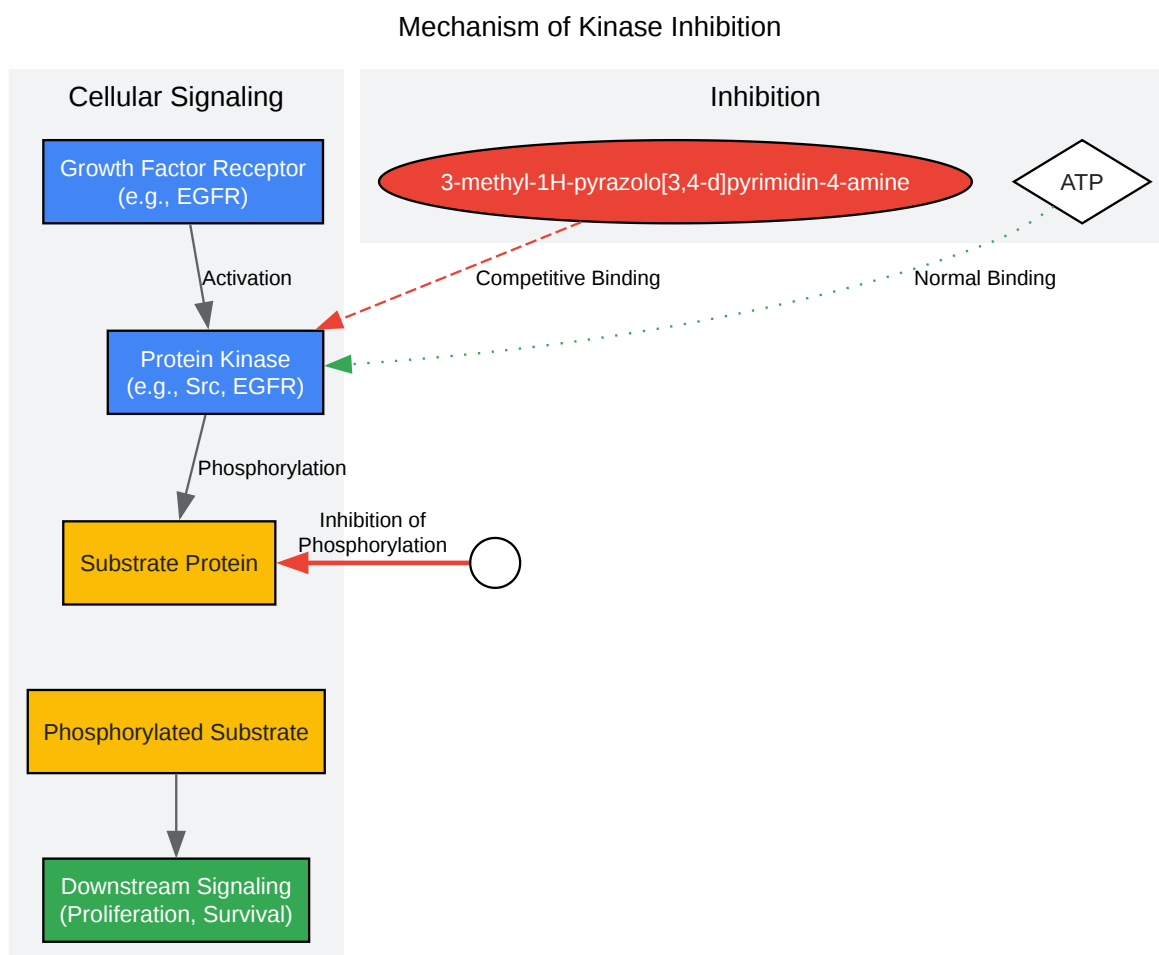 Mechanism of Kinase Inhibition
Cellular Signaling
Inhibition
Growth Factor Receptor
(e.g., EGFR)
3-methyl-1H-pyrazolo[3,4-d]pyrimidin-4-amine
ATP
Activation
Competitive Binding
Normal Binding
Protein Kinase
(e.g., Src, EGFR)
Phosphorylation
Inhibition of
Phosphorylation
Substrate Protein
Phosphorylated Substrate
Downstream Signaling
(Proliferation, Survival)